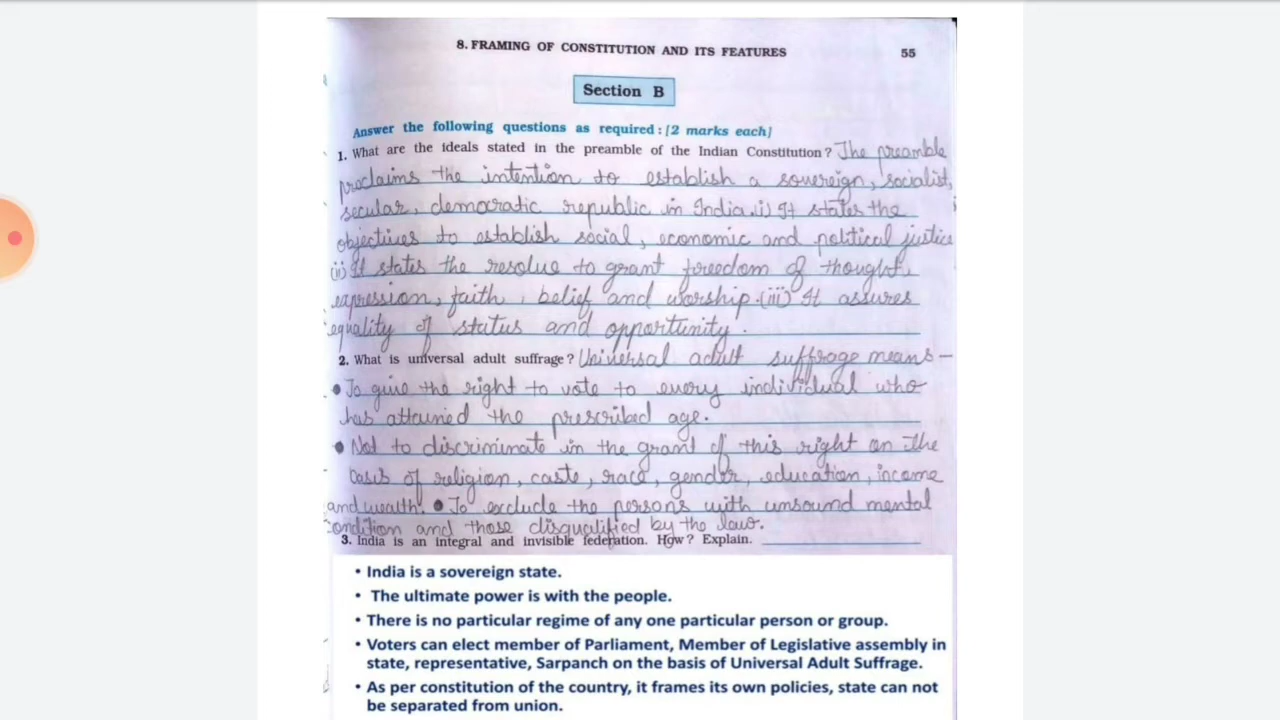 8. FRAMING OF CONSTITUTION AND ITS FEATURES 55
Section B
Answer the following questions as required : [2 marks each]
1. What are the ideals stated in the preamble of the Indian Constitution? The preamble
proclaims the intention to establish a sovereign, socialist,
secular, democratic republic in India.i) It states the
objectives to establish social, economic and political justice
(ii) It states the resolve to grant freedom of thought,
expression, faith, belief and worship.(iii) It assures
equality of status and opportunity.
2. What is universal adult suffrage? Universal adult suffrage means-
• To give the right to vote to every individual who
has attained the prescribed age.
• Not to discriminate in the grant of this right on the
basis of religion, caste, race, gender, education, income
and wealth. • To exclude the persons with unsound mental
condition and those disqualified by the law.
3. India is an integral and invisible federation. How? Explain.
• India is a sovereign state.
• The ultimate power is with the people.
• There is no particular regime of any one particular person or group.
• Voters can elect member of Parliament, Member of Legislative assembly in
state, representative, Sarpanch on the basis of Universal Adult Suffrage.
• As per constitution of the country, it frames its own policies, state can not
be separated from union.